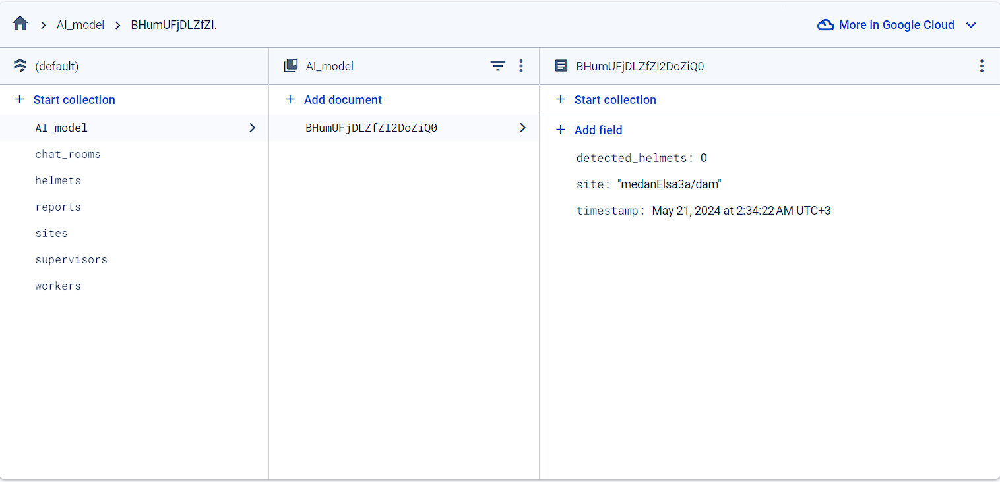 AI_model > BHumUFjDLZfZI.
More in Google Cloud
(default)
AI_model
BHumUFjDLZfZI2DoZiQ0
+ Start collection
AI_model
chat_rooms
helmets
reports
sites
supervisors
workers
+ Add document
BHumUFjDLZfZI2DoZiQ0
+ Start collection
+ Add field
detected_helmets: 0
site: "medanElsa3a/dam"
timestamp: May 21, 2024 at 2:34:22 AM UTC+3